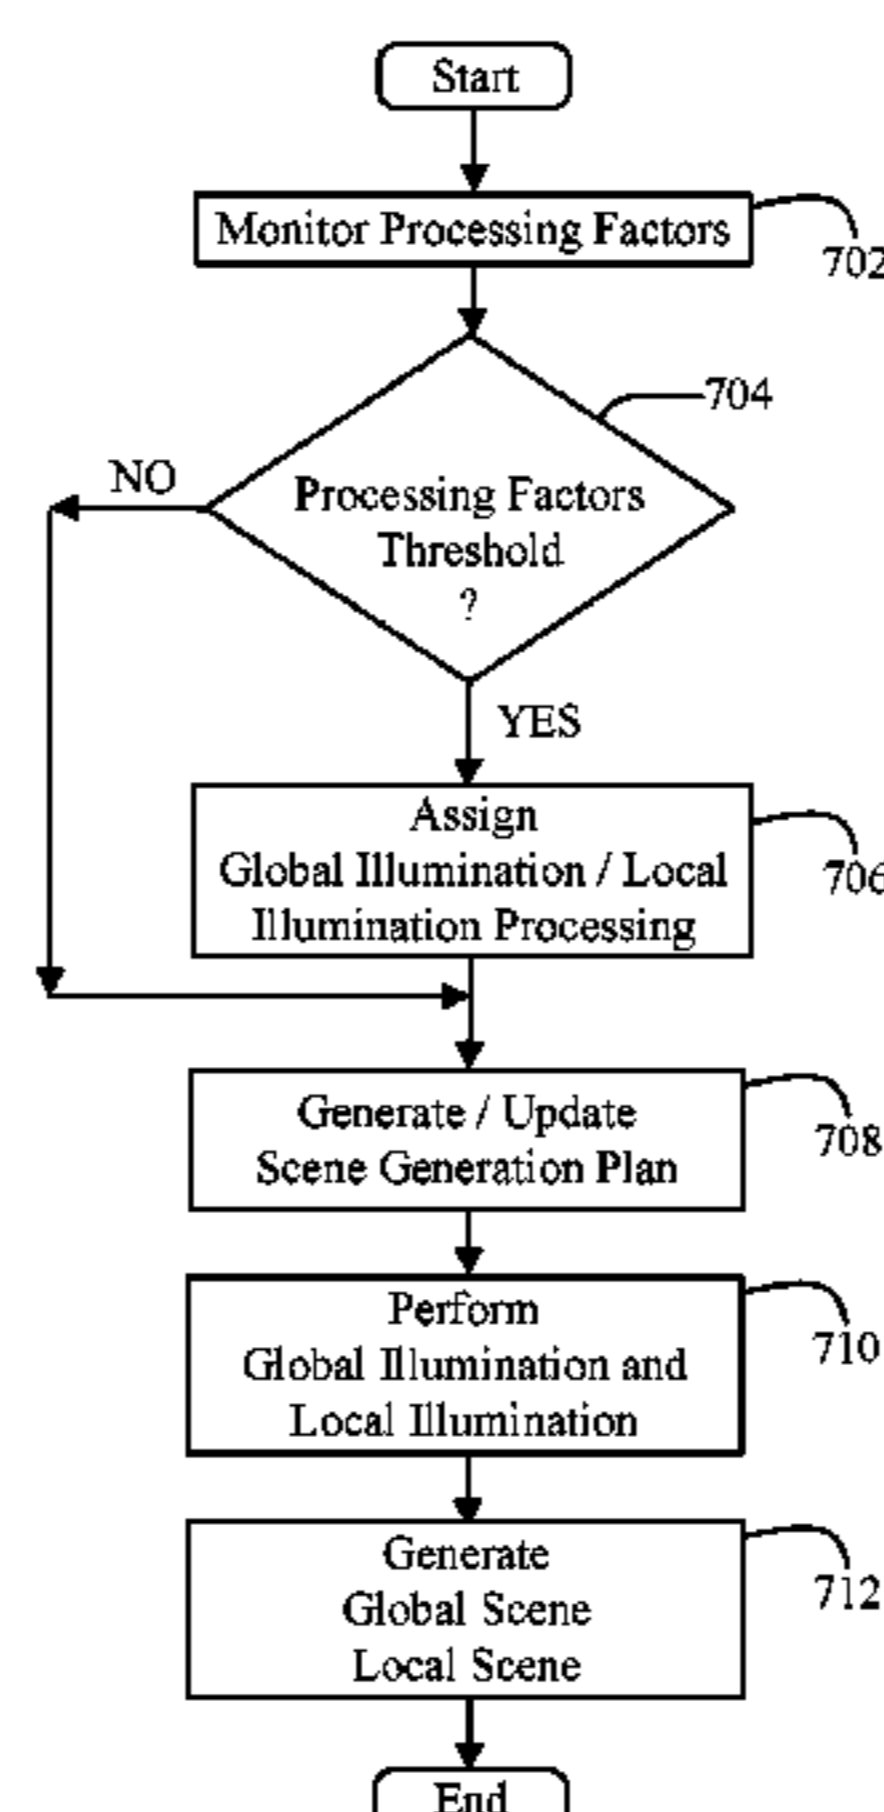 Start
Monitor Processing Factors
702
704
NO
Processing Factors
Threshold
?
YES
Assign
Global Illumination / Local
Illumination Processing
706
Generate / Update
Scene Generation Plan
708
Perform
Global Illumination and
Local Illumination
710
Generate
Global Scene
Local Scene
712
End